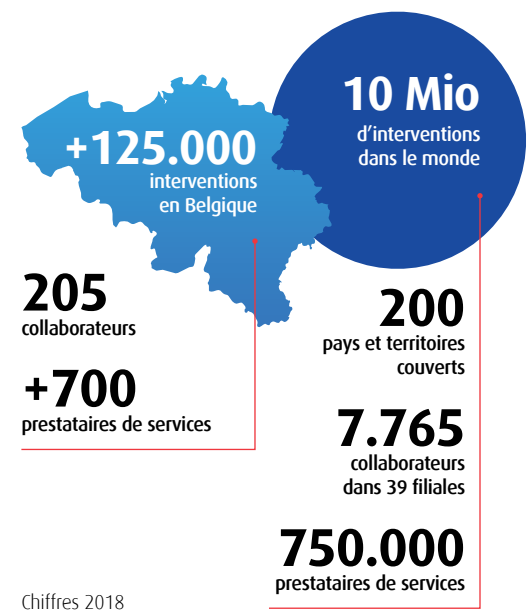 +125.000
interventions
en Belgique
10 Mio
d'interventions
dans le monde
205
collaborateurs
+700
prestataires de services
200
pays et territoires
couverts
7.765
collaborateurs
dans 39 filiales
750.000
prestataires de services
Chiffres 2018